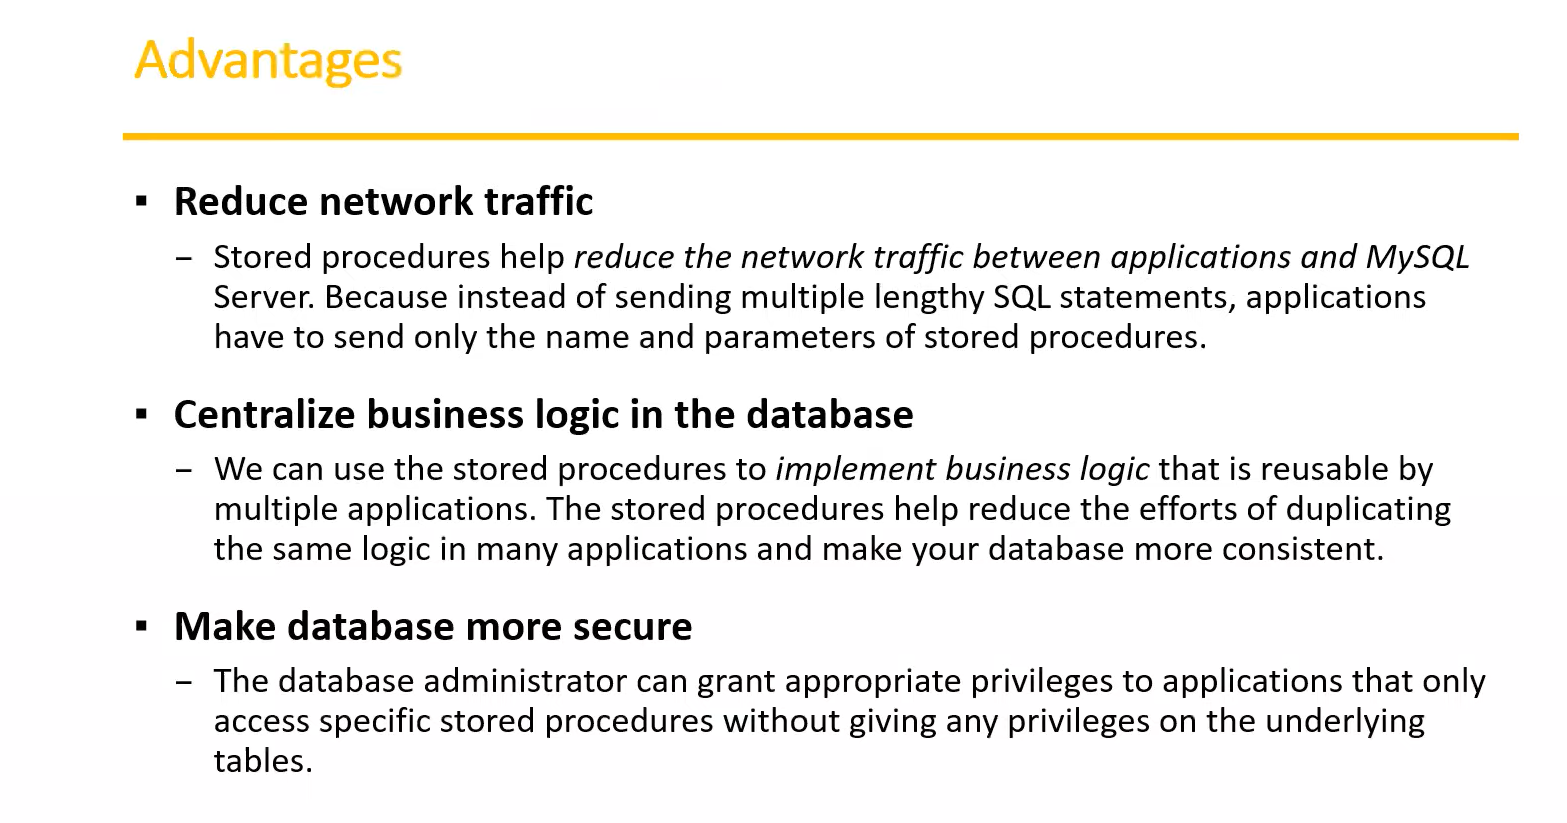 Advantages
▪ Reduce network traffic
– Stored procedures help reduce the network traffic between applications and MySQL
Server. Because instead of sending multiple lengthy SQL statements, applications
have to send only the name and parameters of stored procedures.
▪ Centralize business logic in the database
– We can use the stored procedures to implement business logic that is reusable by
multiple applications. The stored procedures help reduce the efforts of duplicating
the same logic in many applications and make your database more consistent.
▪ Make database more secure
– The database administrator can grant appropriate privileges to applications that only
access specific stored procedures without giving any privileges on the underlying
tables.